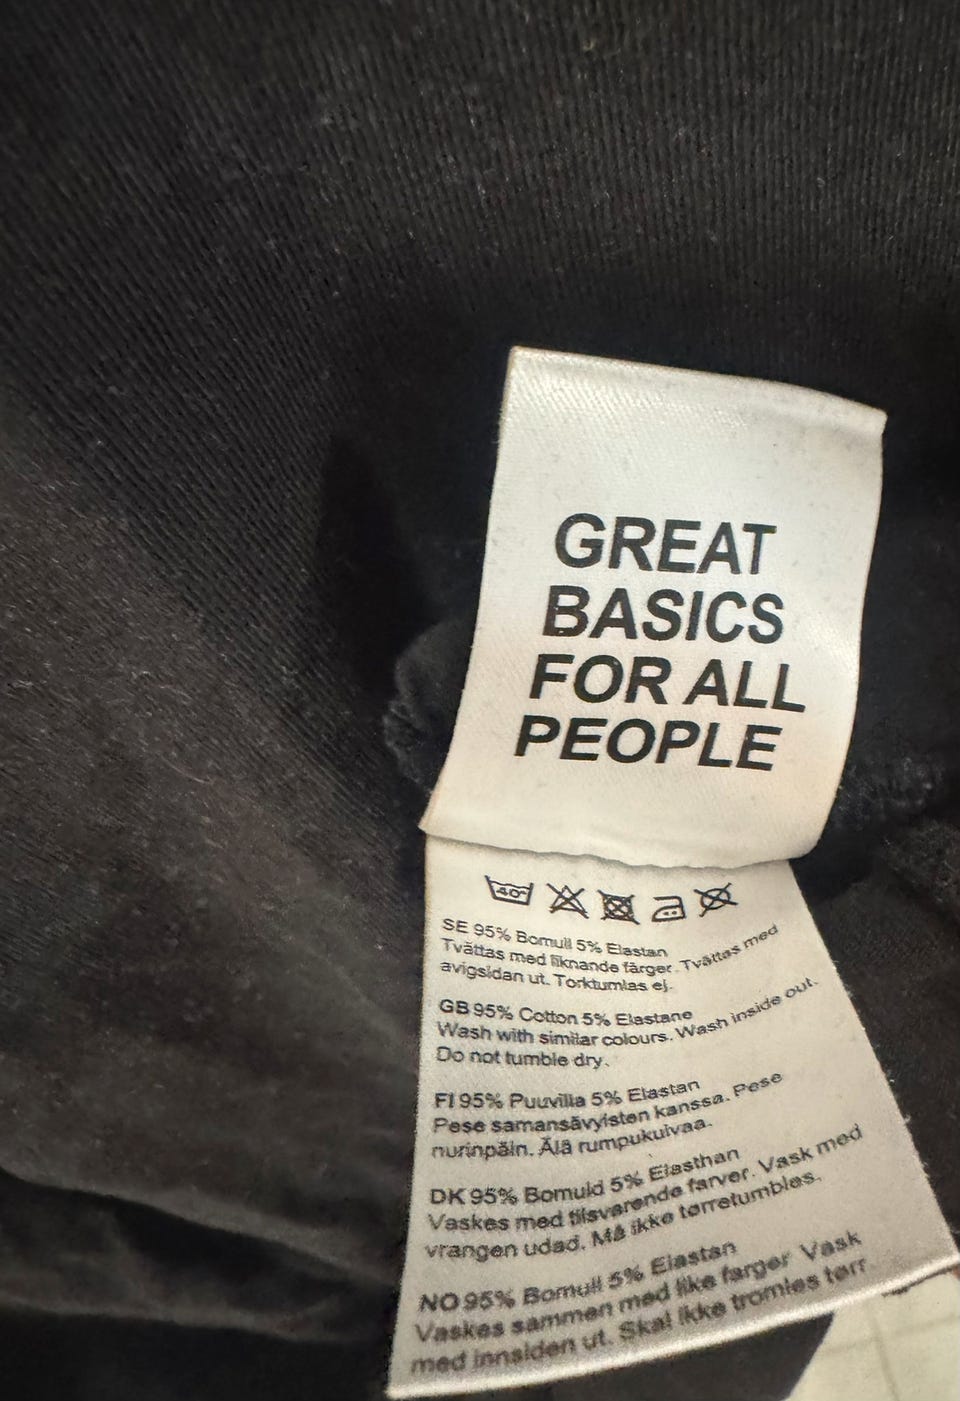 GREAT
BASICS
FOR ALL
PEOPLE
40°
SE 95% Bomull 5% Elastan
Tvättas med liknande färger. Tvättas med
avigsidan ut. Torktumlas ej.
GB 95% Cotton 5% Elastane
Wash with similar colours. Wash inside out.
Do not tumble dry.
FI 95% Puuvilla 5% Elastan
Pese samansävyisten kanssa. Pese
nurinpäin. Älä rumpukuivaa.
DK 95% Bomuld 5% Elasthan
Vaskes med tilsvarende farver. Vask med
vrangen udad. Må ikke tørretumbles.
NO 95% Bomull 5% Elastan
Vaskes sammen med like farger Vask
med innsiden ut. Skal ikke tromles tørr